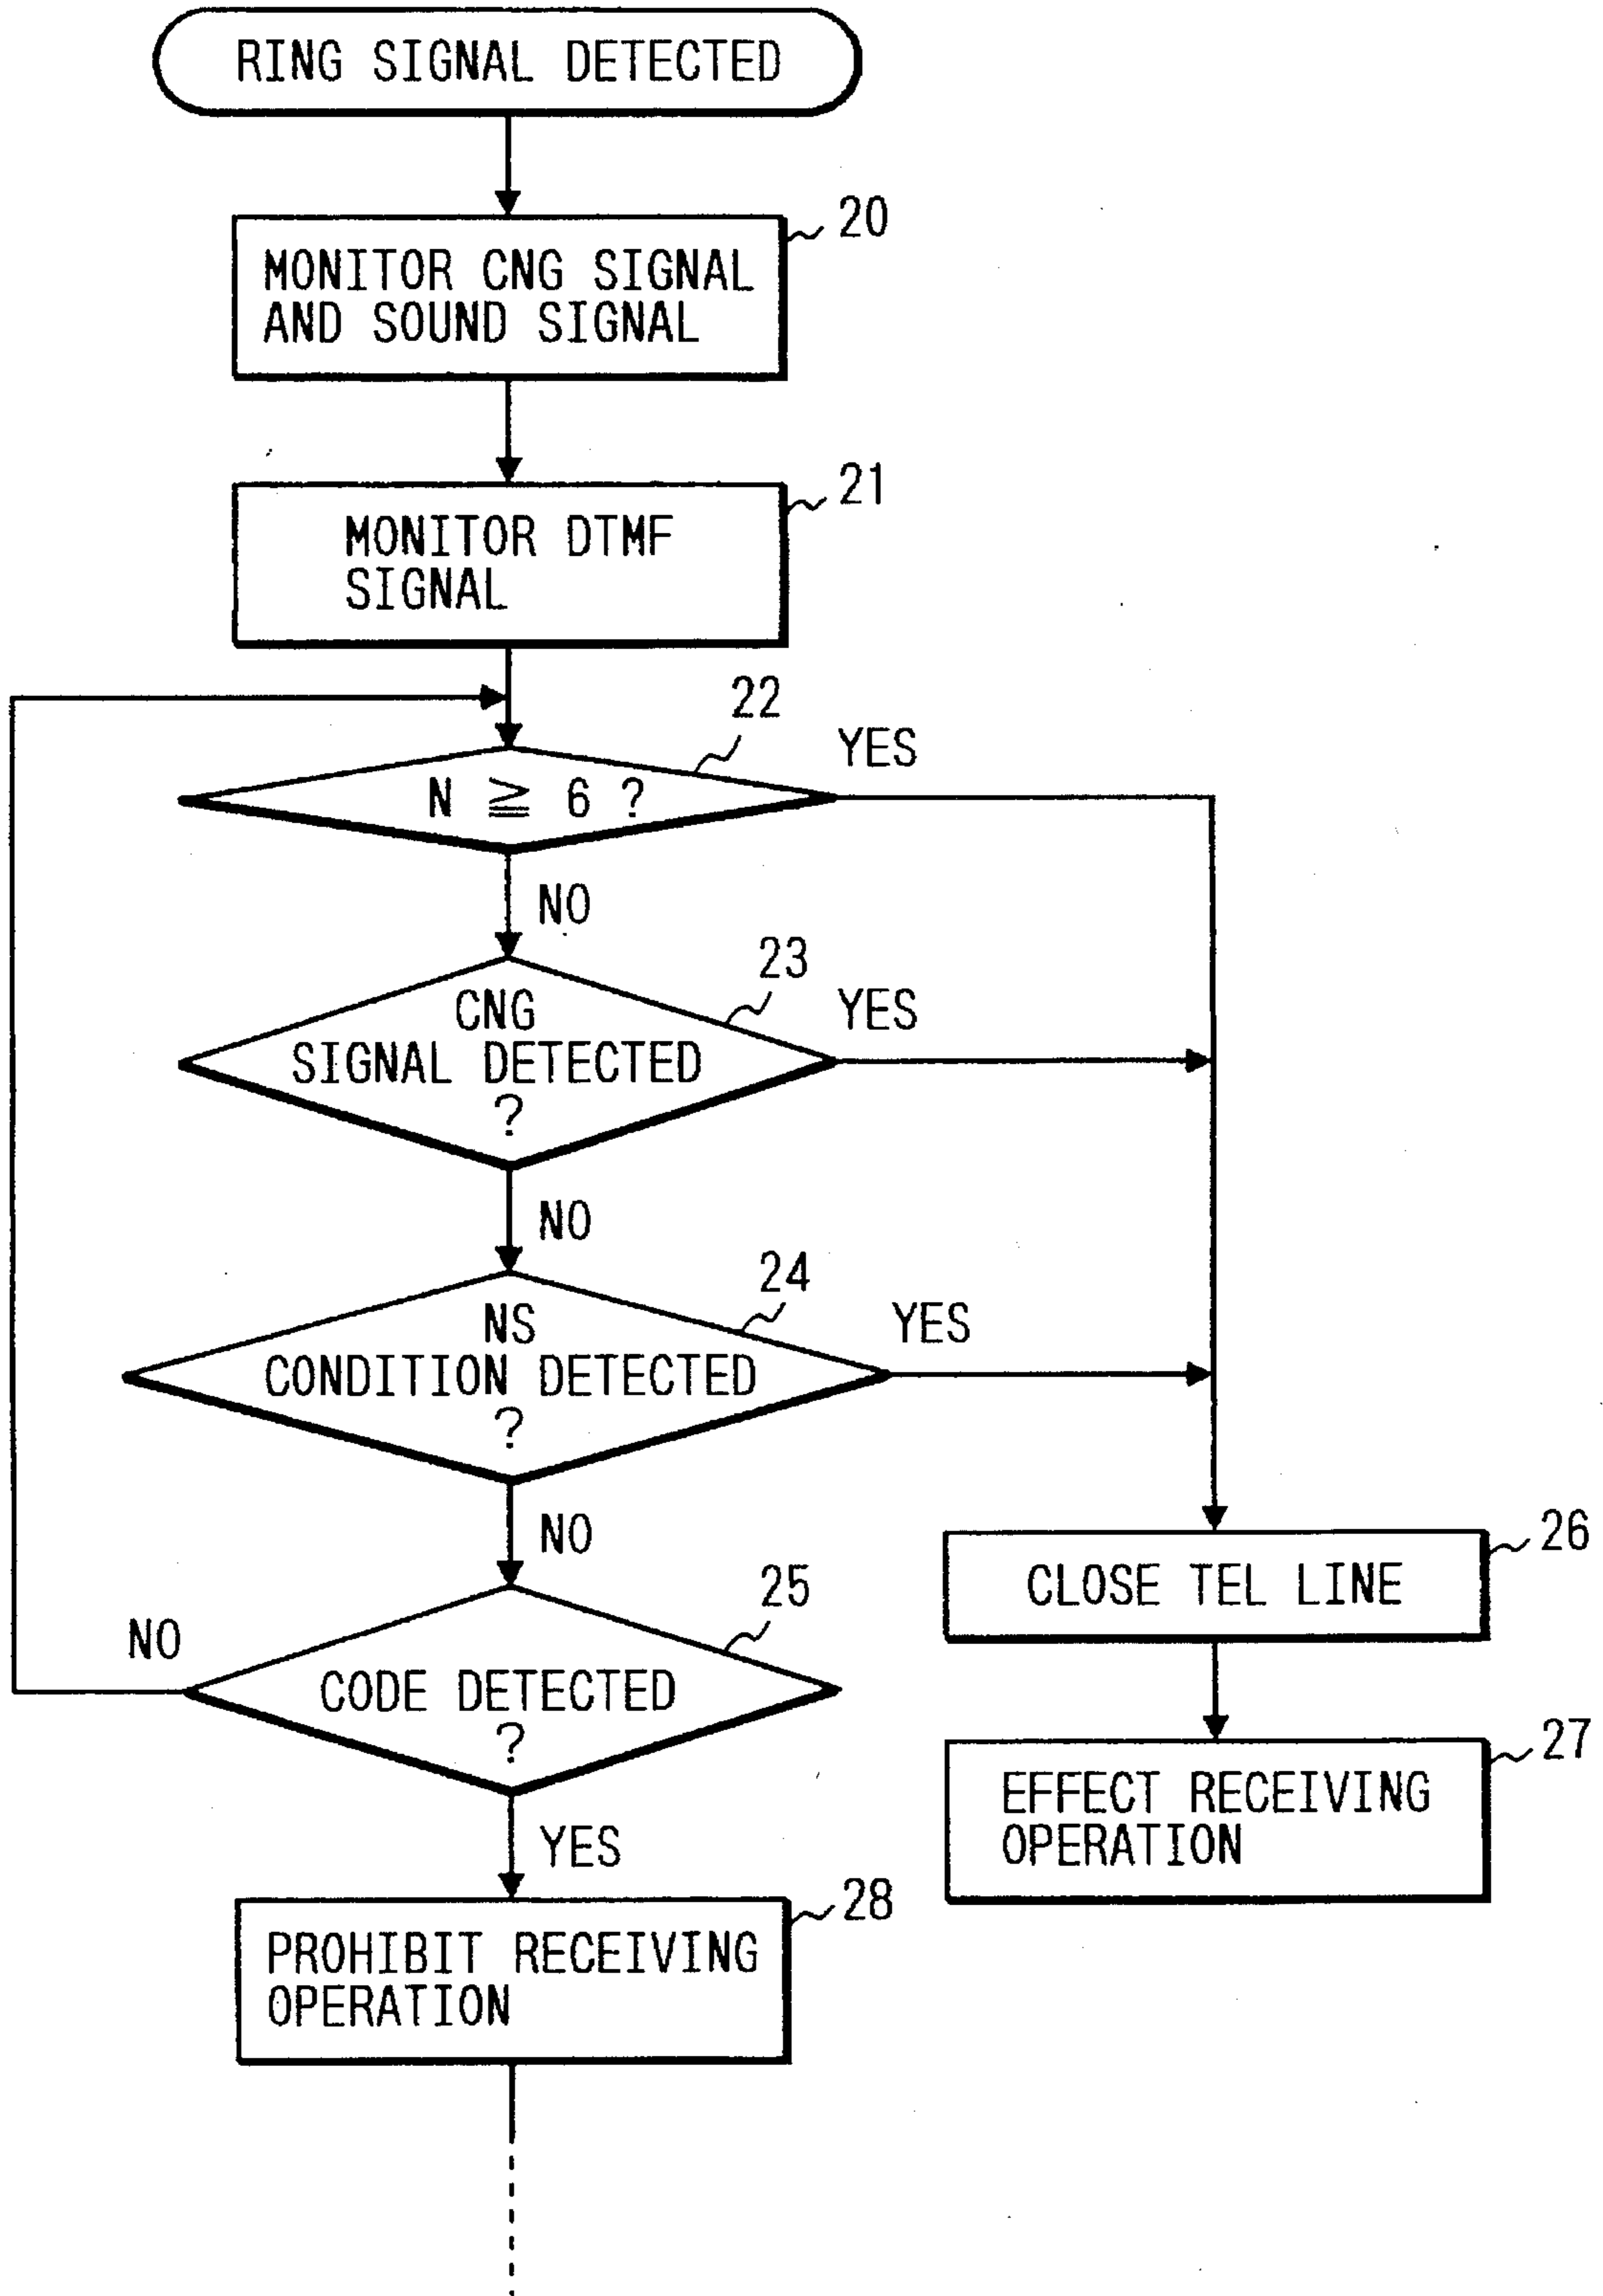 RING SIGNAL DETECTED
20
MONITOR CNG SIGNAL
AND SOUND SIGNAL
21
MONITOR DTMF
SIGNAL
22
YES
N ≧ 6 ?
NO
23
YES
CNG
SIGNAL DETECTED
?
NO
24
YES
NS
CONDITION DETECTED
?
NO
26
CLOSE TEL LINE
25
NO
CODE DETECTED
?
27
EFFECT RECEIVING
OPERATION
YES
28
PROHIBIT RECEIVING
OPERATION